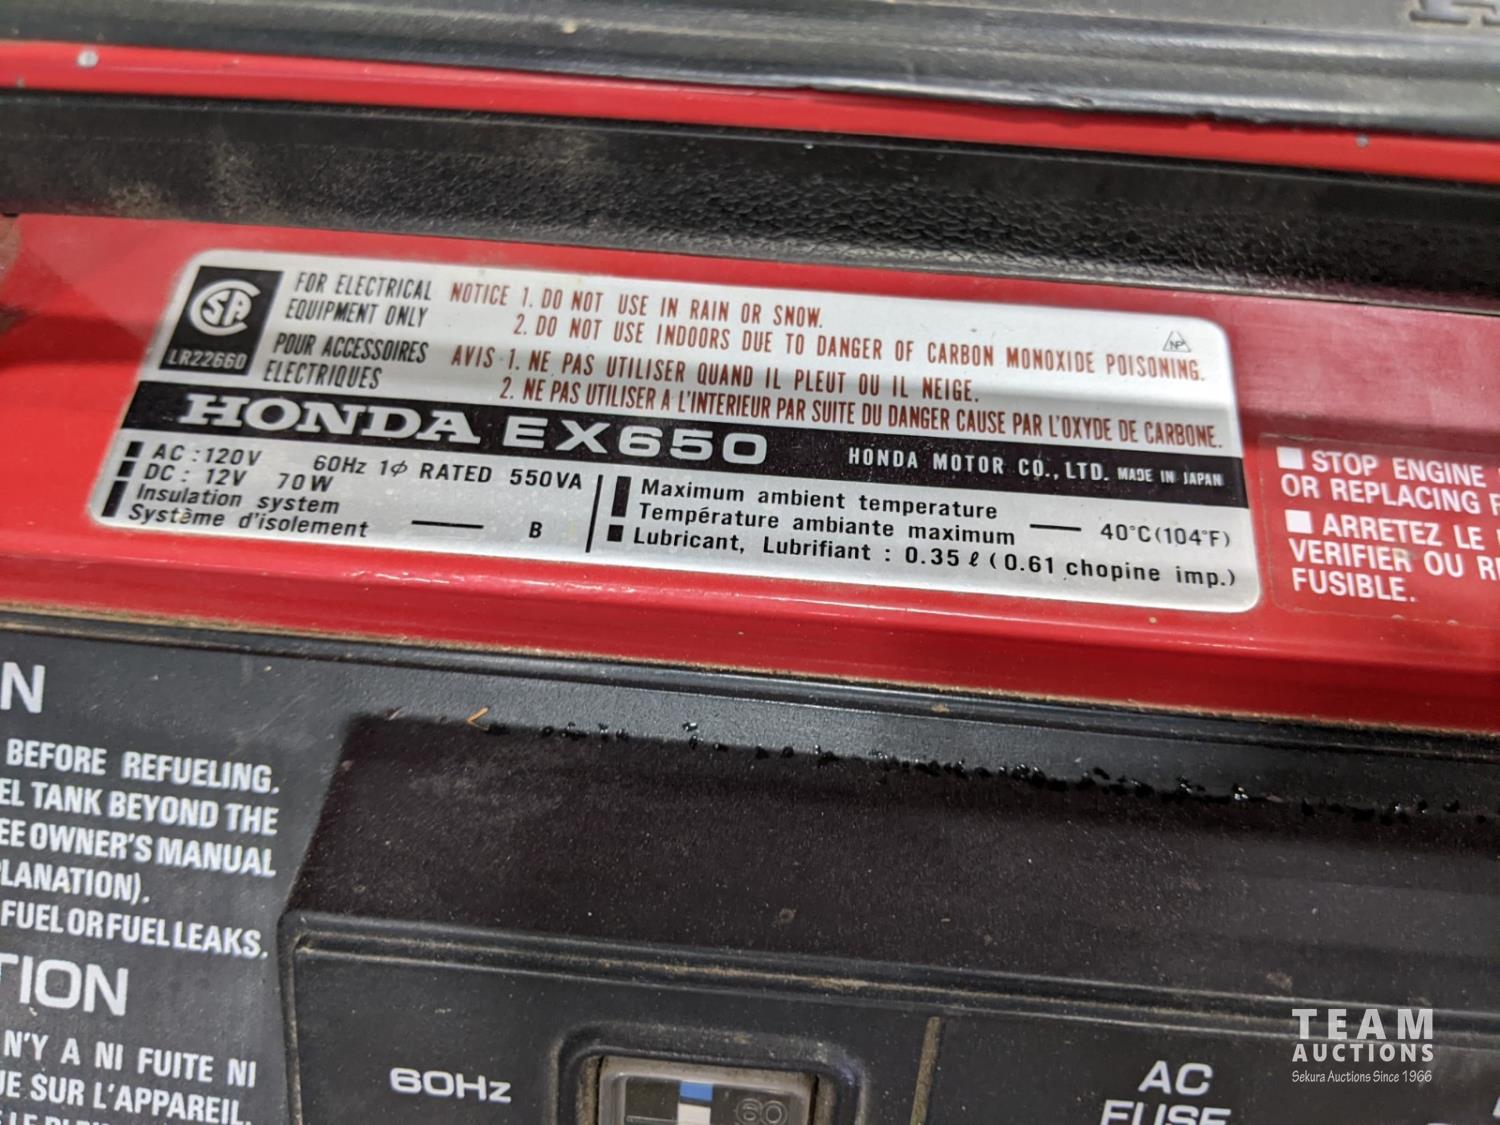 FOR ELECTRICAL
EQUIPMENT ONLY
POUR ACCESSOIRES
ELECTRIQUES
LR22660
NOTICE 1. DO NOT USE IN RAIN OR SNOW.
2. DO NOT USE INDOORS DUE TO DANGER OF CARBON MONOXIDE POISONING.
AVIS · 1. NE PAS UTILISER QUAND IL PLEUT OU IL NEIGE.
2. NE PAS UTILISER A L'INTERIEUR PAR SUITE DU DANGER CAUSE PAR L'OXYDE DE CARBONE.
NP
HONDA EX650
HONDA MOTOR CO., LTD. MADE IN JAPAN
AC : 120V 60Hz 1ϕ RATED 550VA
DC : 12V 70W
Insulation system
Système d'isolement — B
Maximum ambient temperature
Température ambiante maximum — 40°C (104°F)
Lubricant, Lubrifiant : 0.35 ℓ (0.61 chopine imp.)
STOP ENGINE
OR REPLACING
ARRETEZ LE
VERIFIER OU
FUSIBLE.
BEFORE REFUELING.
TANK BEYOND THE
OWNER'S MANUAL
FUEL OR FUEL LEAKS.
N'Y A NI FUITE NI
SUR L'APPAREIL.
60Hz
60
AC
FUSE
TEAM
AUCTIONS
Sekura Auctions Since 1966